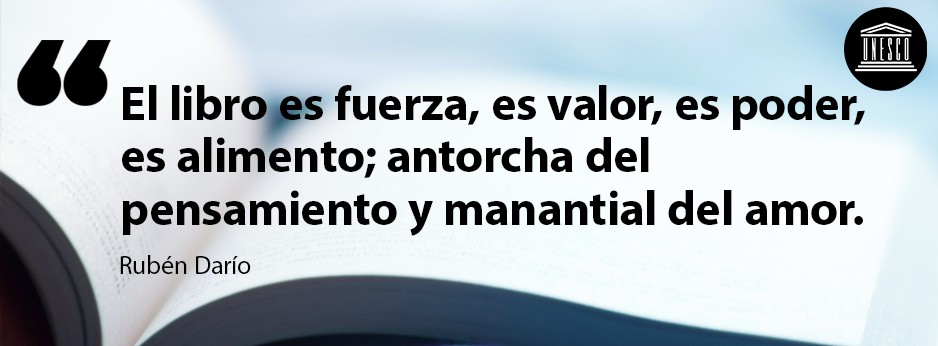 UNESCO
“
El libro es fuerza, es valor, es poder,
es alimento; antorcha del
pensamiento y manantial del amor.
Rubén Darío